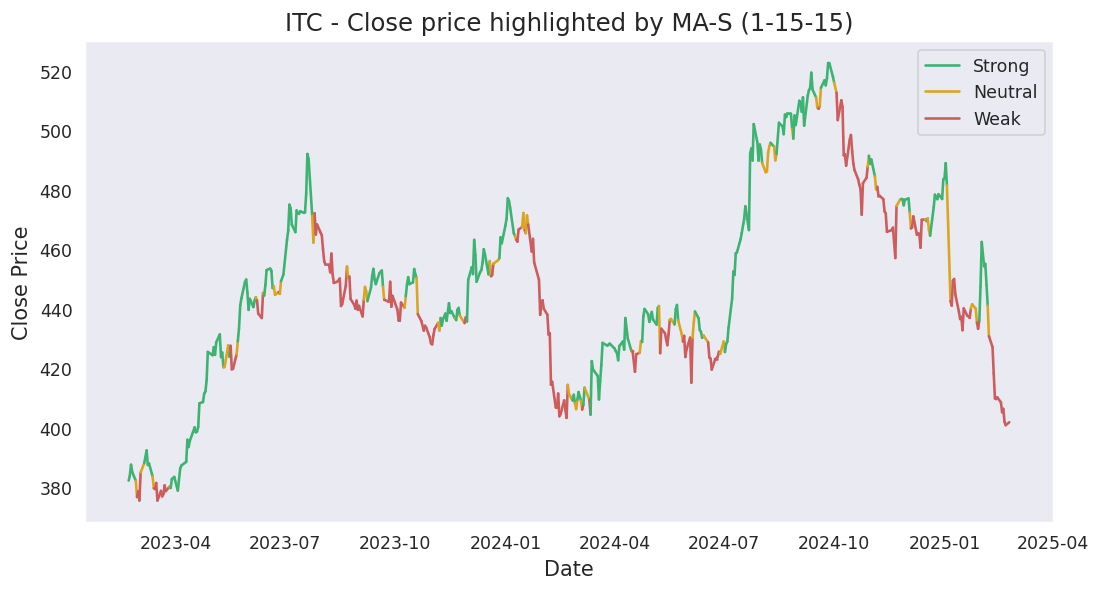 ITC - Close price highlighted by MA-S (1-15-15)
Strong
Neutral
Weak
Close Price
520
500
480
460
440
420
400
380
2023-04
2023-07
2023-10
2024-01
2024-04
2024-07
2024-10
2025-01
2025-04
Date